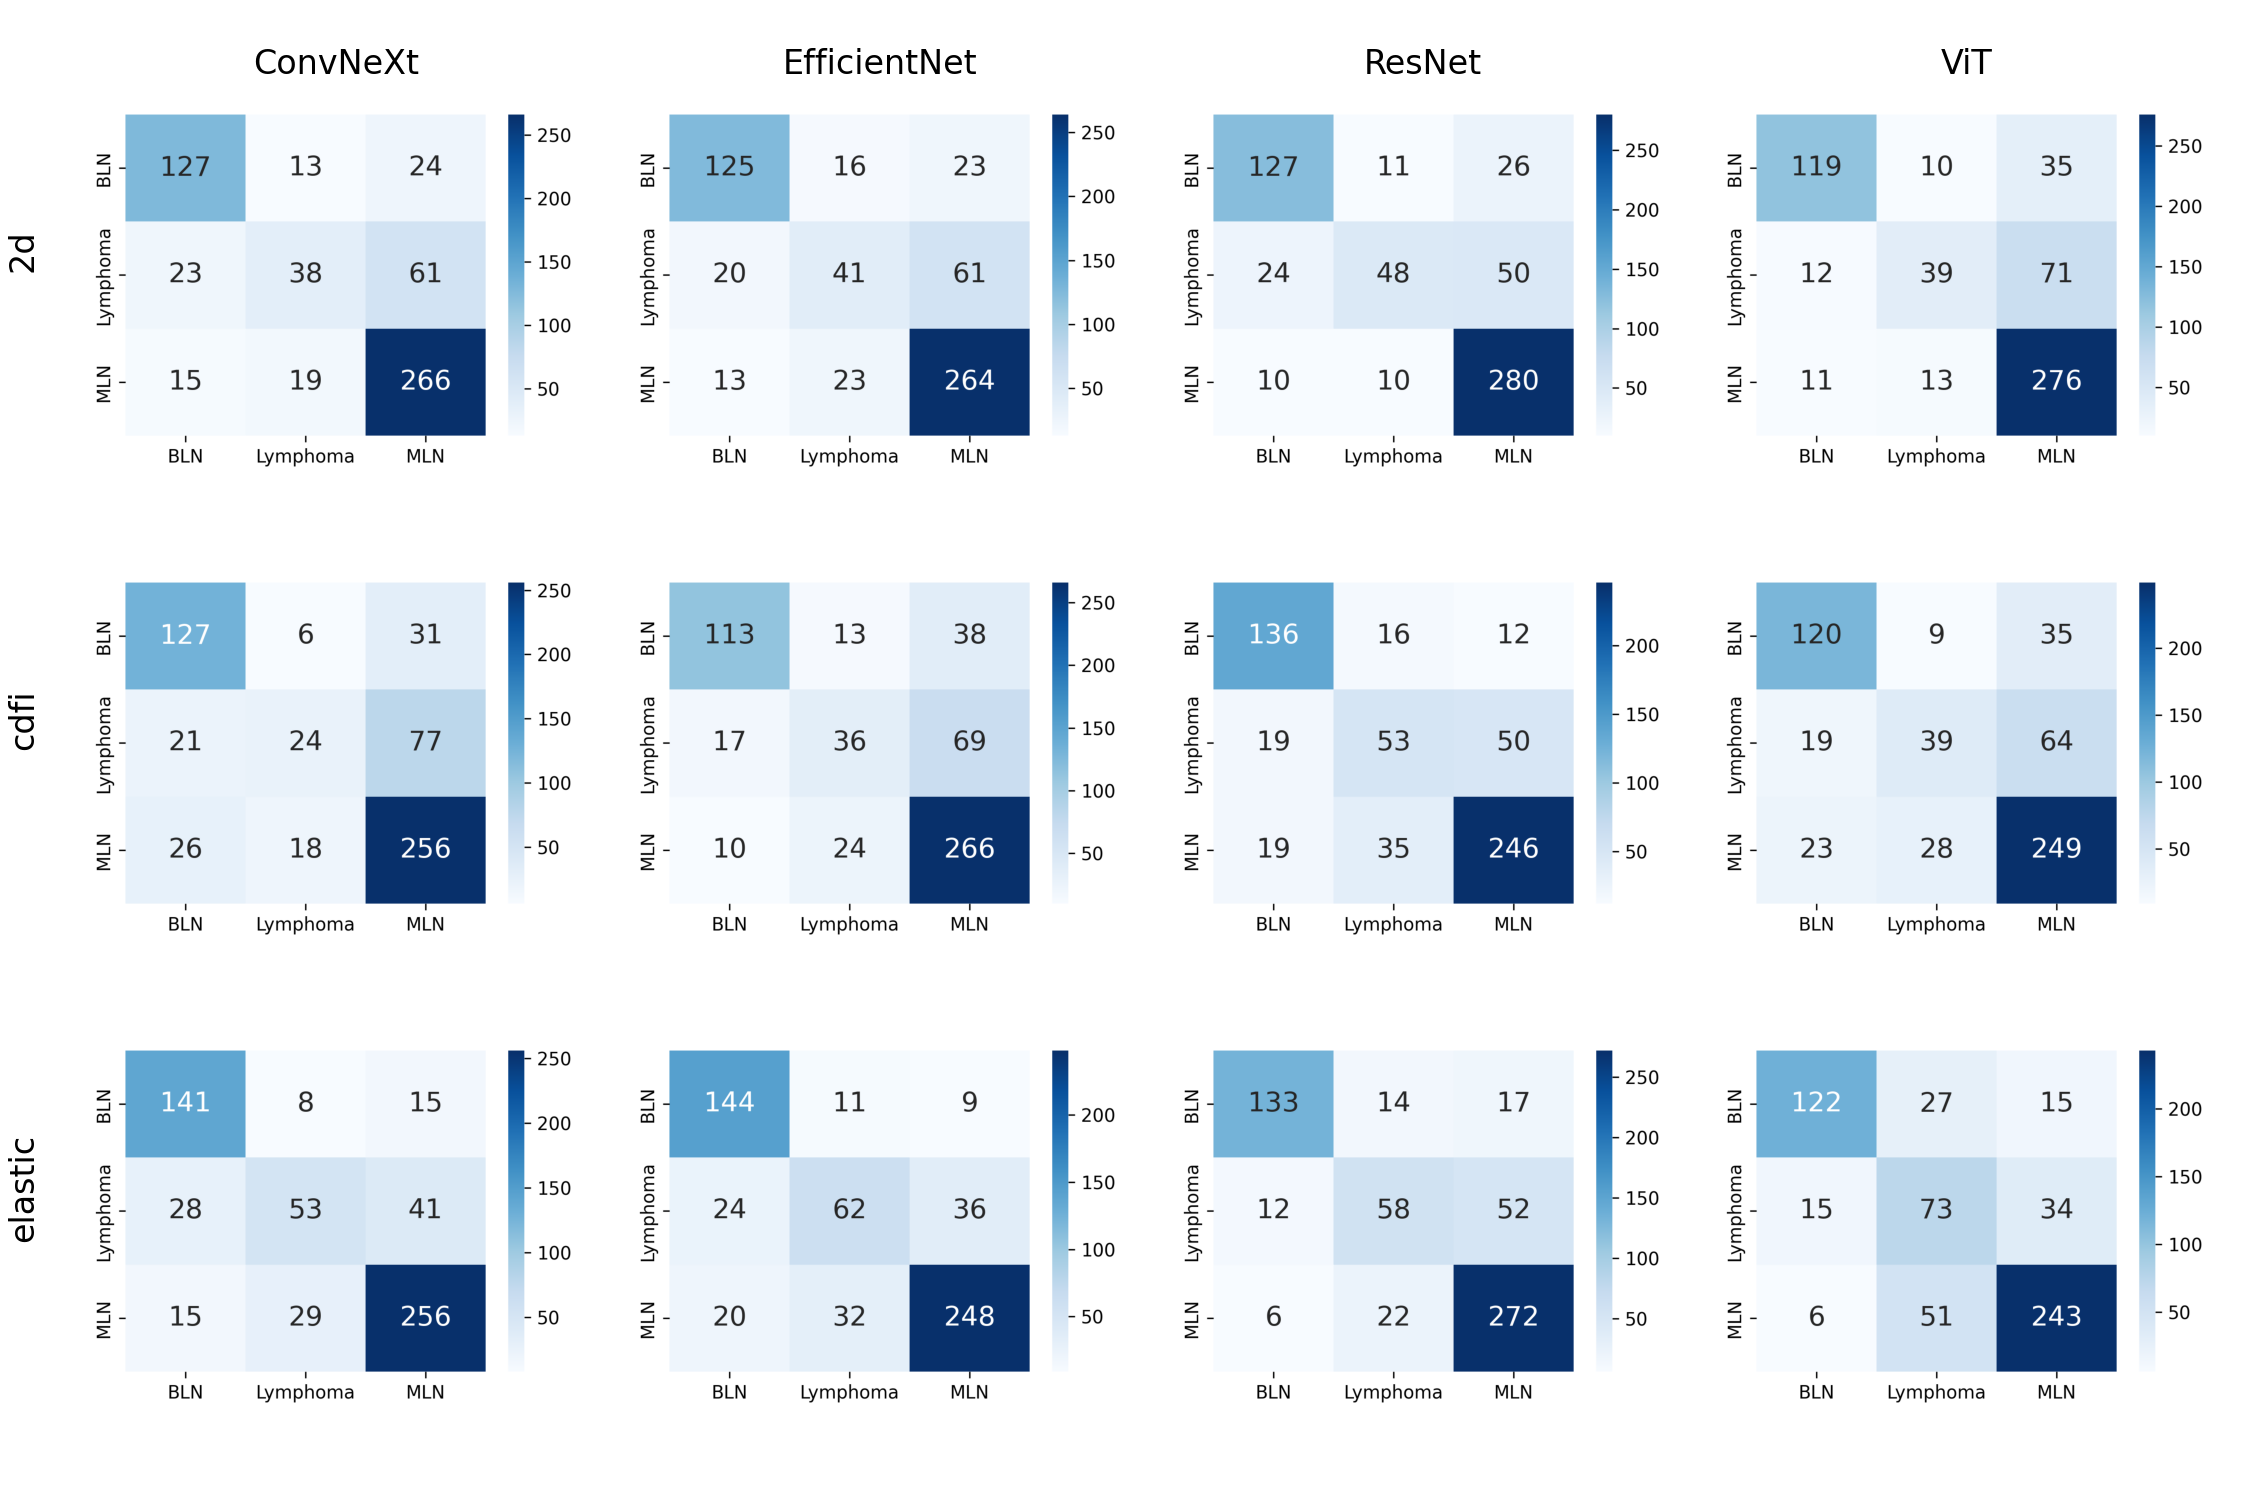 ConvNeXt EfficientNet ResNet ViT
2d
BLN 127 13 24 250
Lymphoma 23 38 61 200 150 100
MLN 15 19 266 50
BLN Lymphoma MLN
BLN 125 16 23 250
Lymphoma 20 41 61 200 150 100
MLN 13 23 264 50
BLN Lymphoma MLN
BLN 127 11 26 250 200
Lymphoma 24 48 50 150 100
MLN 10 10 280 50
BLN Lymphoma MLN
BLN 119 10 35 250 200
Lymphoma 12 39 71 150 100
MLN 11 13 276 50
BLN Lymphoma MLN
cdfi
BLN 127 6 31 250 200
Lymphoma 21 24 77 150 100
MLN 26 18 256 50
BLN Lymphoma MLN
BLN 113 13 38 250 200
Lymphoma 17 36 69 150 100
MLN 10 24 266 50
BLN Lymphoma MLN
BLN 136 16 12 200
Lymphoma 19 53 50 150 100
MLN 19 35 246 50
BLN Lymphoma MLN
BLN 120 9 35 200
Lymphoma 19 39 64 150 100
MLN 23 28 249 50
BLN Lymphoma MLN
elastic
BLN 141 8 15 250 200
Lymphoma 28 53 41 150 100
MLN 15 29 256 50
BLN Lymphoma MLN
BLN 144 11 9 200
Lymphoma 24 62 36 150 100
MLN 20 32 248 50
BLN Lymphoma MLN
BLN 133 14 17 250 200
Lymphoma 12 58 52 150 100
MLN 6 22 272 50
BLN Lymphoma MLN
BLN 122 27 15 200
Lymphoma 15 73 34 150 100
MLN 6 51 243 50
BLN Lymphoma MLN